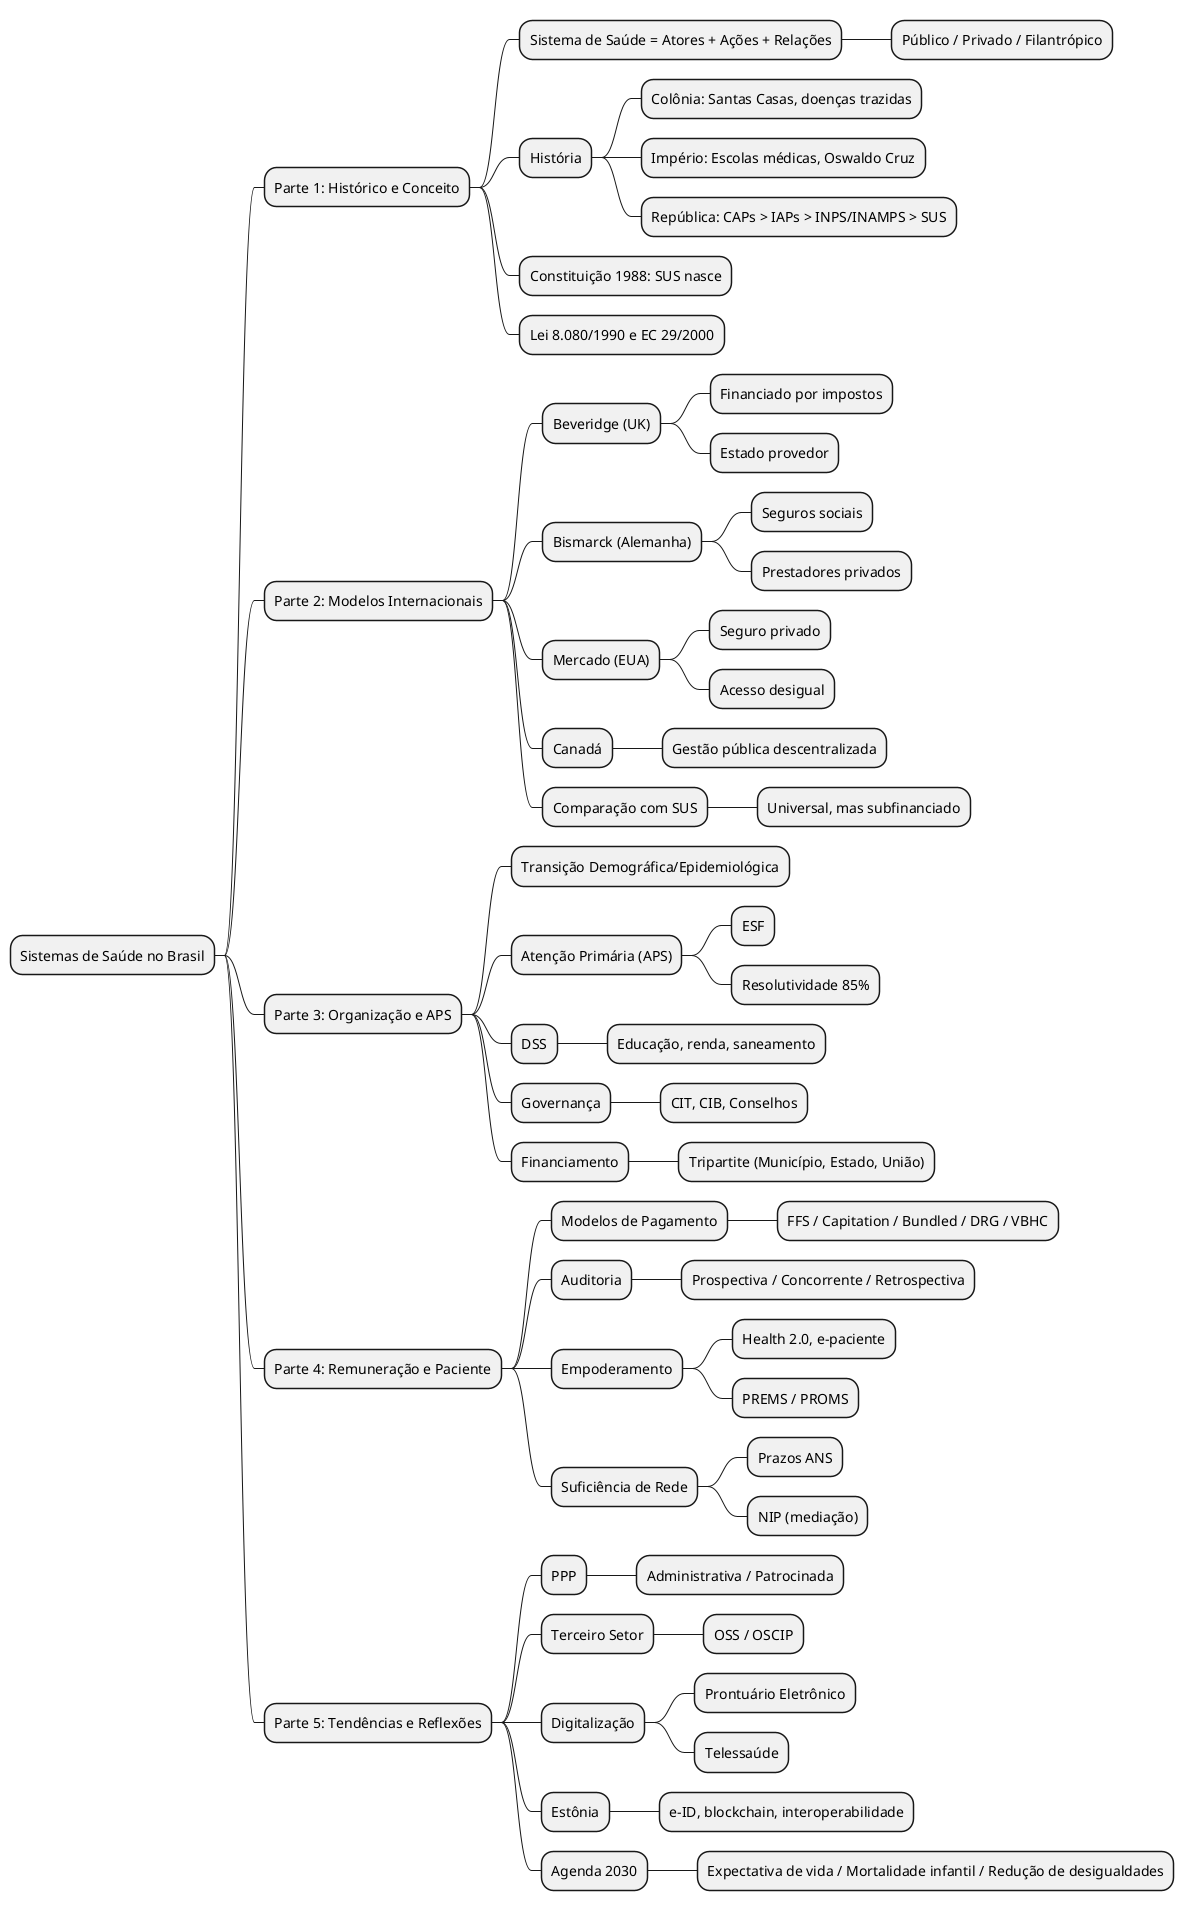 Sistemas de Saúde no Brasil
Parte 1: Histórico e Conceito
Sistema de Saúde = Atores + Ações + Relações
Público / Privado / Filantrópico
História
Colônia: Santas Casas, doenças trazidas
Império: Escolas médicas, Oswaldo Cruz
República: CAPs > IAPs > INPS/INAMPS > SUS
Constituição 1988: SUS nasce
Lei 8.080/1990 e EC 29/2000
Parte 2: Modelos Internacionais
Beveridge (UK)
Financiado por impostos
Estado provedor
Bismarck (Alemanha)
Seguros sociais
Prestadores privados
Mercado (EUA)
Seguro privado
Acesso desigual
Canadá
Gestão pública descentralizada
Comparação com SUS
Universal, mas subfinanciado
Parte 3: Organização e APS
Transição Demográfica/Epidemiológica
Atenção Primária (APS)
ESF
Resolutividade 85%
DSS
Educação, renda, saneamento
Governança
CIT, CIB, Conselhos
Financiamento
Tripartite (Município, Estado, União)
Parte 4: Remuneração e Paciente
Modelos de Pagamento
FFS / Capitation / Bundled / DRG / VBHC
Auditoria
Prospectiva / Concorrente / Retrospectiva
Empoderamento
Health 2.0, e-paciente
PREMS / PROMS
Suficiência de Rede
Prazos ANS
NIP (mediação)
Parte 5: Tendências e Reflexões
PPP
Administrativa / Patrocinada
Terceiro Setor
OSS / OSCIP
Digitalização
Prontuário Eletrônico
Telessaúde
Estônia
e-ID, blockchain, interoperabilidade
Agenda 2030
Expectativa de vida / Mortalidade infantil / Redução de desigualdades